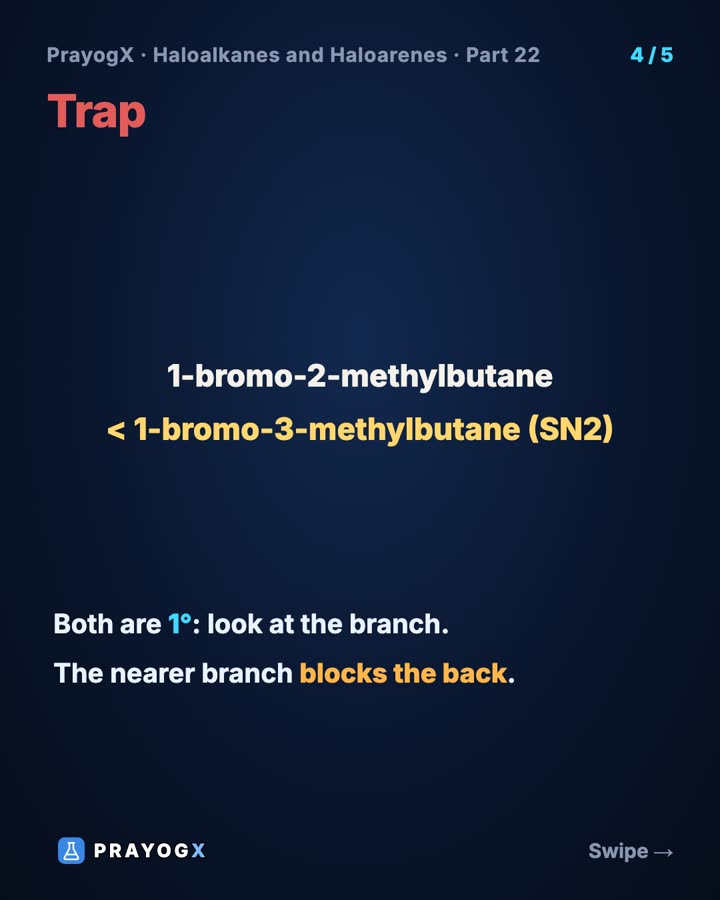 PrayogX · Haloalkanes and Haloarenes · Part 22 4 / 5
Trap
1-bromo-2-methylbutane
< 1-bromo-3-methylbutane (SN2)
Both are 1°: look at the branch.
The nearer branch blocks the back.
PRAYOGX Swipe →